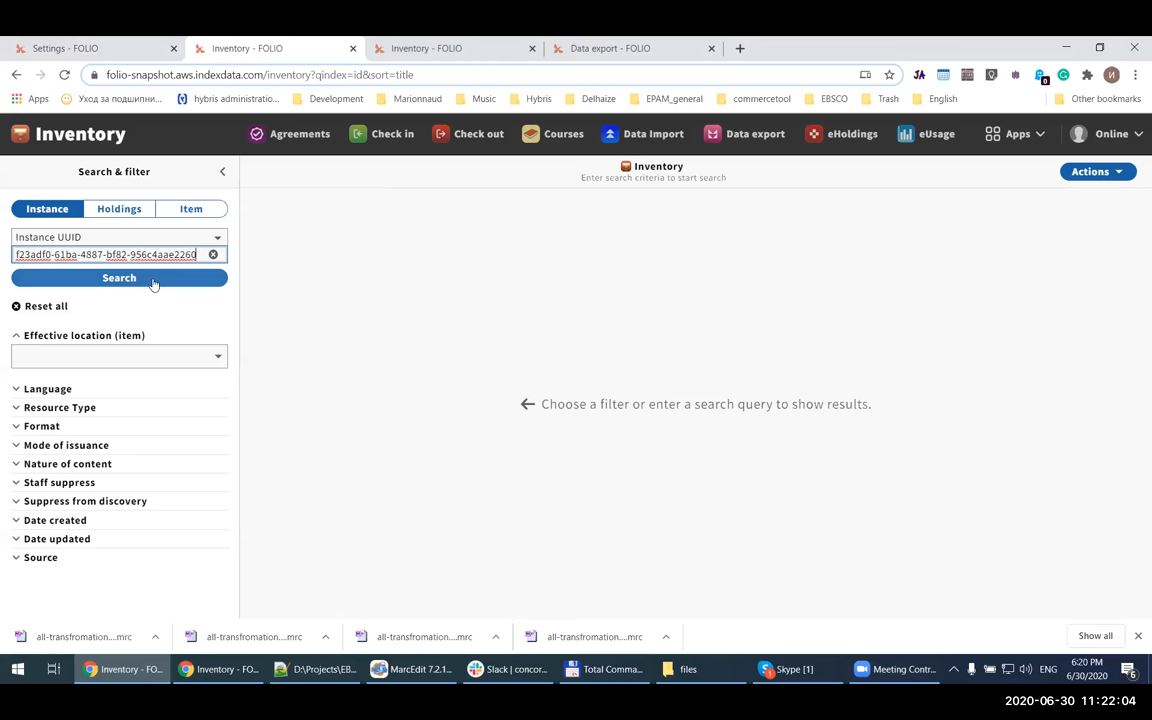 Settings - FOLIO
Inventory - FOLIO
Inventory - FOLIO
Data export - FOLIO
folio-snapshot.aws.indexdata.com/inventory?qindex=id&sort=title
Apps
Уход за подшипни...
hybris administratio...
Development
Marionnaud
Music
Hybris
Delhaize
EPAM_general
commercetool
EBSCO
Trash
English
Other bookmarks
Inventory
Agreements
Check in
Check out
Courses
Data Import
Data export
eHoldings
eUsage
Apps
Online
Search & filter
Inventory
Enter search criteria to start search
Actions
Instance
Holdings
Item
Instance UUID
f23adf0-61ba-4887-bf82-956c4aae2260
Search
Reset all
Effective location (item)
Language
Resource Type
Format
Mode of issuance
Nature of content
Staff suppress
Suppress from discovery
Date created
Date updated
Source
Choose a filter or enter a search query to show results.
all-transfromation....mrc
all-transfromation....mrc
all-transfromation....mrc
all-transfromation....mrc
Show all
Inventory - FO...
Inventory - FO...
D:\Projects\EB...
MarcEdit 7.2.1...
Slack | concor...
Total Comma...
files
Skype [1]
Meeting Contr...
ENG
6:20 PM
6/30/2020
6
2020-06-30 11:22:04